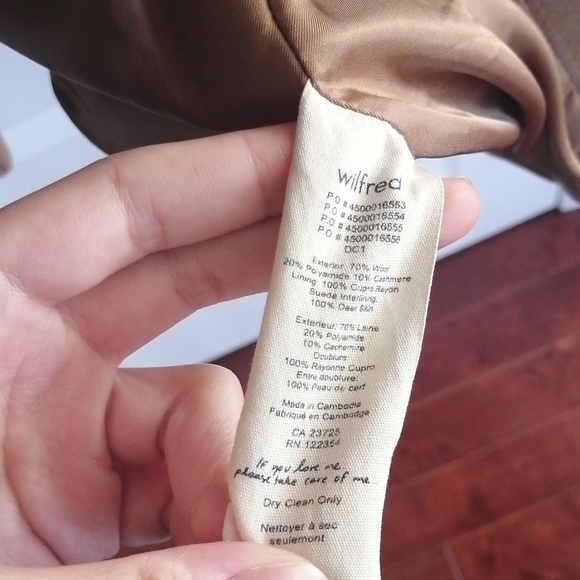 wilfred
P.O # 4500016553
P.O # 4500016554
P.O # 4500016555
P.O # 4500016556
DC1
Exterior: 70% Wool
20% Polyamide 10% Cashmere
Lining: 100% Cupro Rayon
Suede Interlining:
100% Deer Skin
Exterieur: 70% Laine
20% Polyamide
10% Cachemire
Doublure:
100% Rayonne Cupro
Entre doublure:
100% Peau de cerf
Made in Cambodia
Fabriqué en Cambodge
CA 23725
RN 122354
If you love me
please take care of me
Dry Clean Only
Nettoyer à sec
seulement